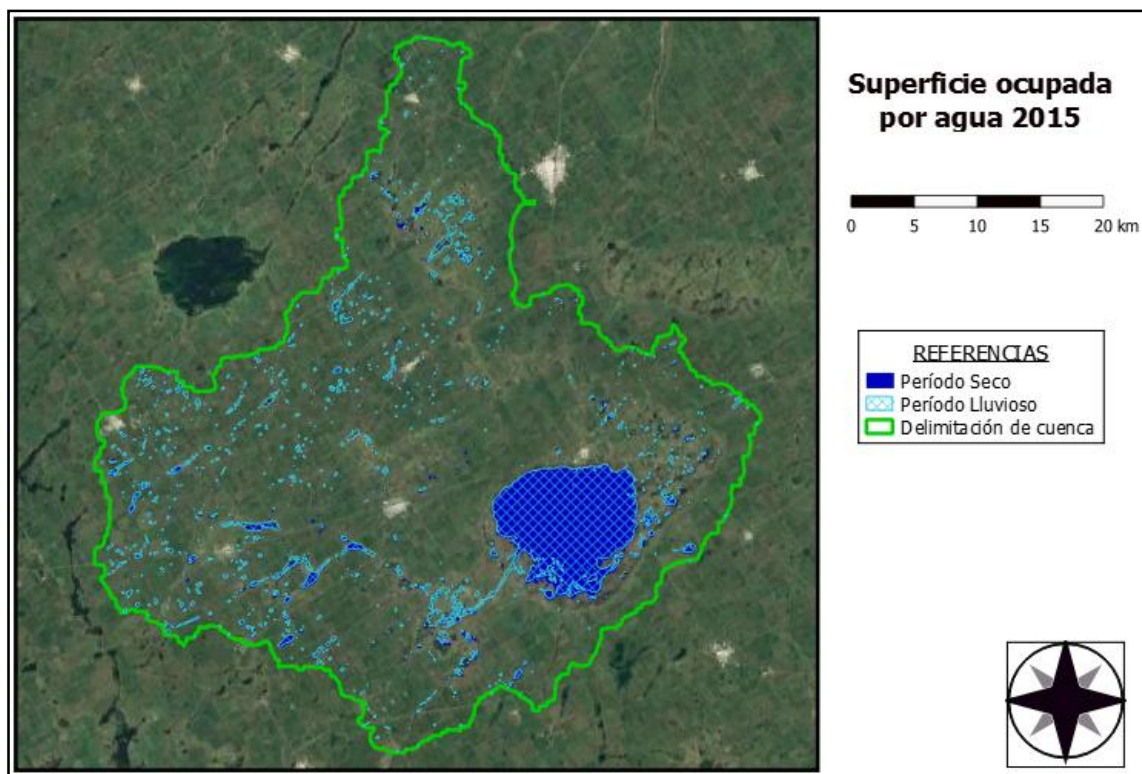 Superficie ocupada
por agua 2015
0 5 10 15 20 km
REFERENCIAS
Período Seco
Período Lluvioso
Delimitación de cuenca